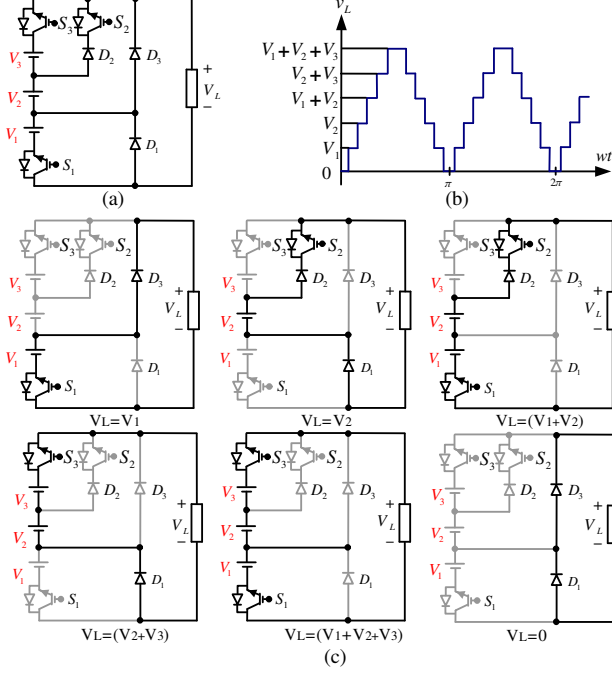 S3 S2
V3 D2 D3
V2
V1
D1
S1
+
VL
−
(a)
vL
V1+V2+V3
V2+V3
V1+V2
V2
V1
0
π 2π
wt
(b)
S3 S2
V3 D2 D3
V2
V1
D1
S1
+
VL
−
VL=V1
S3 S2
V3 D2 D3
V2
V1
D1
S1
+
VL
−
VL=V2
S3 S2
V3 D2 D3
V2
V1
D1
S1
+
VL
−
VL=(V1+V2)
S3 S2
V3 D2 D3
V2
V1
D1
S1
+
VL
−
VL=(V2+V3)
S3 S2
V3 D2 D3
V2
V1
D1
S1
+
VL
−
VL=(V1+V2+V3)
S3 S2
V3 D2 D3
V2
V1
D1
S1
+
VL
−
VL=0
(c)